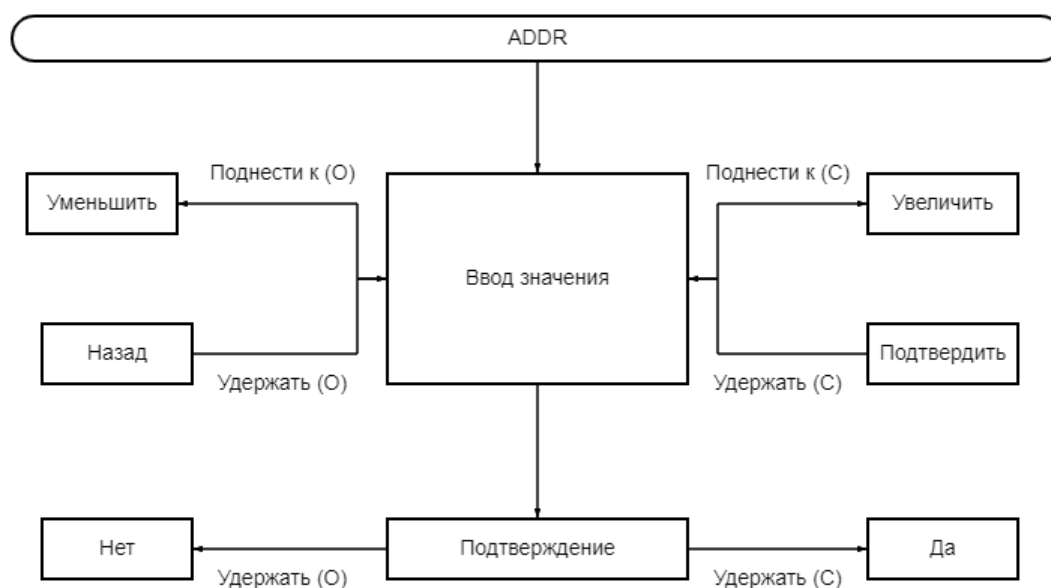 ADDR
Поднести к (О)
Поднести к (С)
Уменьшить
Увеличить
Ввод значения
Назад
Подтвердить
Удержать (О)
Удержать (С)
Нет
Подтверждение
Да
Удержать (О)
Удержать (С)